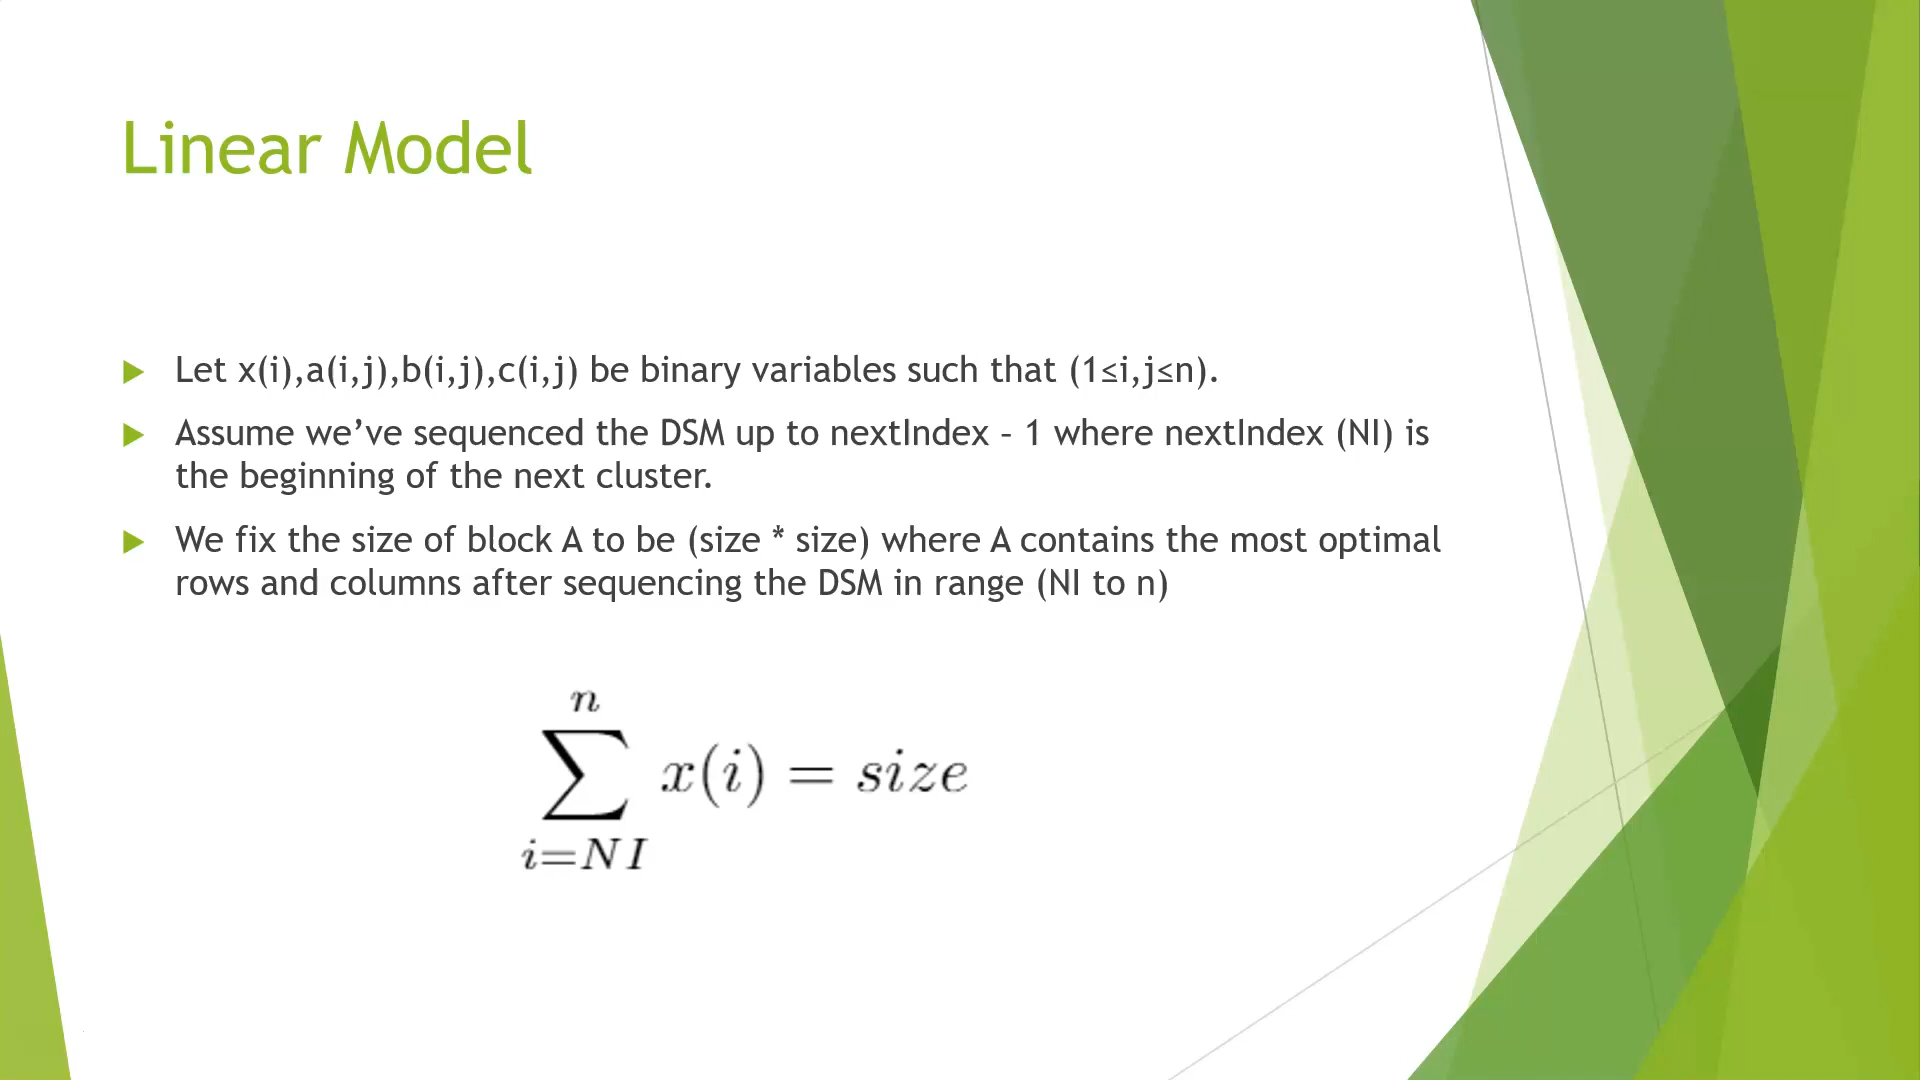 Linear Model
Let x(i),a(i,j),b(i,j),c(i,j) be binary variables such that (1≤i,j≤n).
Assume we’ve sequenced the DSM up to nextIndex – 1 where nextIndex (NI) is
the beginning of the next cluster.
We fix the size of block A to be (size * size) where A contains the most optimal
rows and columns after sequencing the DSM in range (NI to n)
n
∑ x(i) = size
i=NI